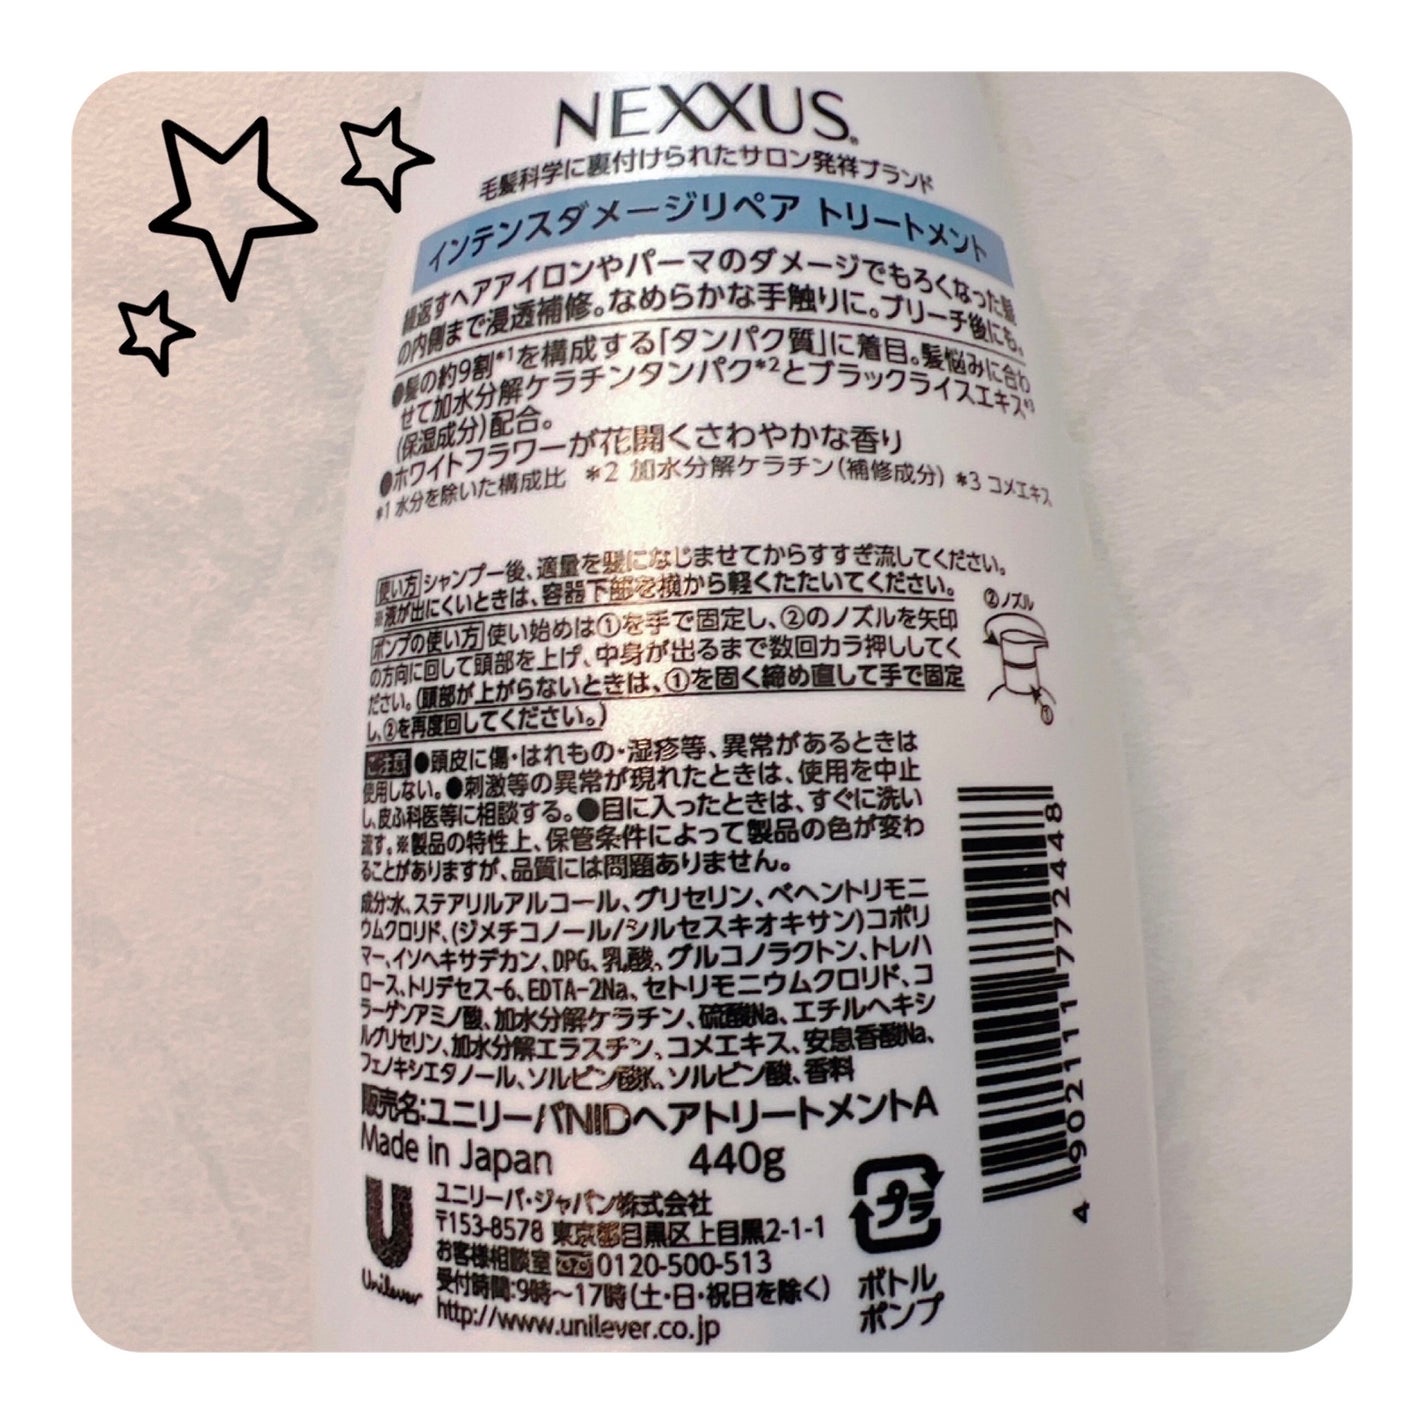 NEXXUS.
毛髪科学に裏付けられたサロン発祥ブランド
インテンスダメージリペア トリートメント
繰返すヘアアイロンやパーマのダメージでもろくなった髪
の内側まで浸透補修。なめらかな手触りに。ブリーチ後にも。
●髪の約9割*1を構成する「タンパク質」に着目。髪悩みに合わ
せて加水分解ケラチンタンパク*2とブラックライスエキス*3
(保湿成分)配合。
●ホワイトフラワーが花開くさわやかな香り
*1 水分を除いた構成比 *2 加水分解ケラチン(補修成分) *3 コメエキス
使い方 シャンプー後、適量を髪になじませてからすすぎ流してください。
※液が出にくいときは、容器下部を横から軽くたたいてください。
ポンプの使い方 使い始めは①を手で固定し、②のノズルを矢印
の方向に回して頭部を上げ、中身が出るまで数回カラ押ししてく
ださい。(頭部が上がらないときは、①を固く締め直して手で固定
し、②を再度回してください。)
②ノズル
①
ご注意 ●頭皮に傷・はれもの・湿疹等、異常があるときは
使用しない。●刺激等の異常が現れたときは、使用を中止
し、皮ふ科医等に相談する。●目に入ったときは、すぐに洗い
流す。※製品の特性上、保管条件によって製品の色が変わ
ることがありますが、品質には問題ありません。
成分:水、ステアリルアルコール、グリセリン、ベヘントリモニ
ウムクロリド、(ジメチコノール/シルセスキオキサン)コポリ
マー、イソヘキサデカン、DPG、乳酸、グルコノラクトン、トレハ
ロース、トリデセス-6、EDTA-2Na、セトリモニウムクロリド、コ
ラーゲンアミノ酸、加水分解ケラチン、硫酸Na、エチルヘキシ
ルグリセリン、加水分解エラスチン、コメエキス、安息香酸Na、
フェノキシエタノール、ソルビン酸K、ソルビン酸、香料
販売名:ユニリーバNIDヘアトリートメントA
Made in Japan 440g
ユニリーバ・ジャパン株式会社
〒153-8578 東京都目黒区上目黒2-1-1
お客様相談室 0120-500-513
受付時間:9時~17時(土・日・祝日を除く)
http://www.unilever.co.jp
Unilever
プラ
ボトル
ポンプ
4902111772448